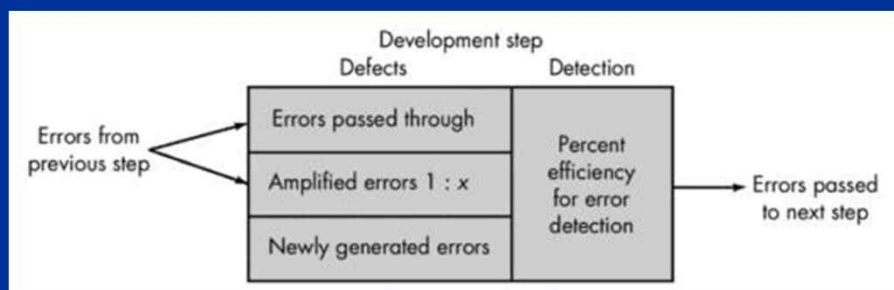 Development step
Defects
Detection
Errors from
previous step
Errors passed through
Amplified errors 1 : x
Newly generated errors
Percent
efficiency
for error
detection
Errors passed
to next step